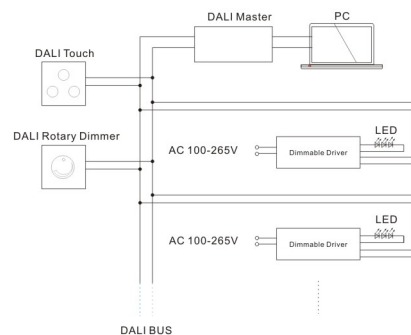 DALI Master
PC
DALI Touch
LED
DALI Rotary Dimmer
AC 100-265V
Dimmable Driver
LED
AC 100-265V
Dimmable Driver
DALI BUS